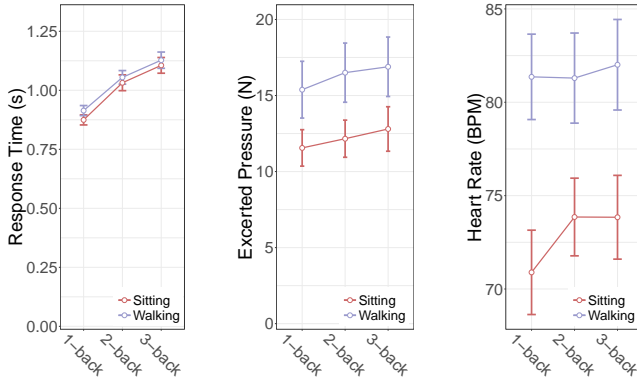 Response Time (s)
1.25
1.00
0.75
0.50
0.25
0.00
Sitting
Walking
1−back
2−back
3−back
Excerted Pressure (N)
20
15
10
5
0
Sitting
Walking
1−back
2−back
3−back
Heart Rate (BPM)
85
80
75
70
Sitting
Walking
1−back
2−back
3−back